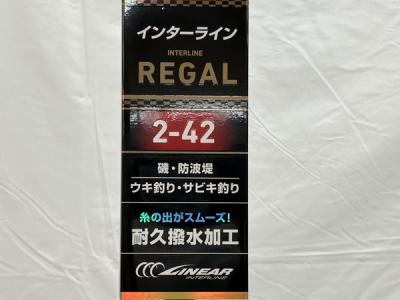 インターライン
INTERLINE
REGAL
2-42
磯・防波堤
ウキ釣り・サビキ釣り
糸の出がスムーズ!
耐久撥水加工
LINEAR
INTERLINE